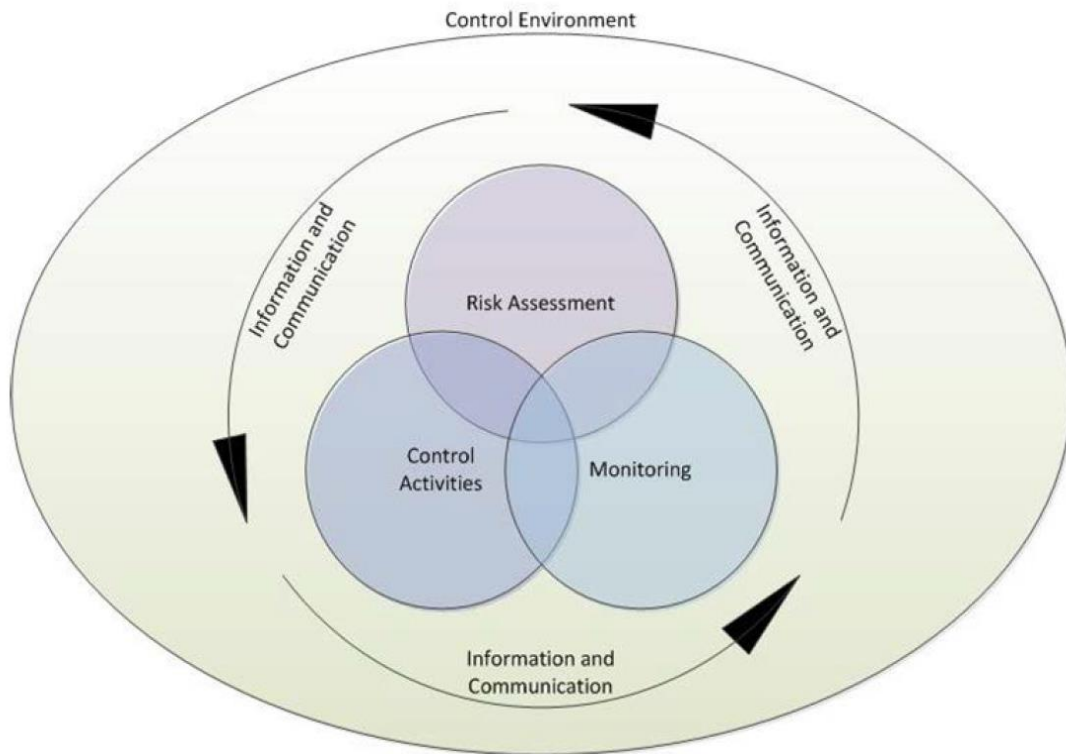 Control Environment
Information and
Communication
Information and
Communication
Risk Assessment
Control
Activities
Monitoring
Information and
Communication